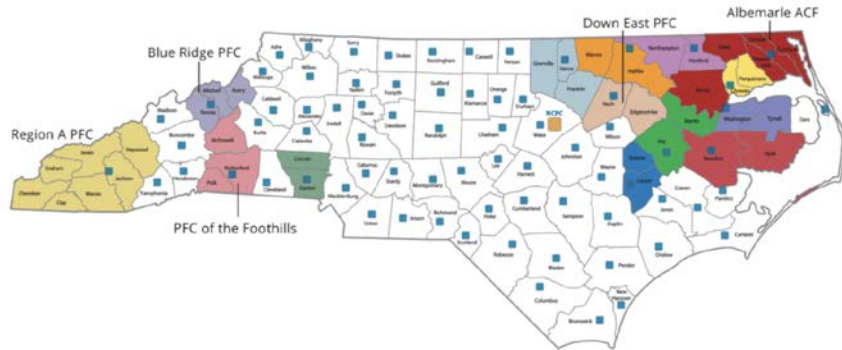 Albemarle ACF
Down East PFC
Blue Ridge PFC
Region A PFC
PFC of the Foothills
NCPC
Ashe
Alleghany
Surry
Stokes
Rockingham
Caswell
Person
Granville
Vance
Warren
Northampton
Hertford
Halifax
Franklin
Watauga
Wilkes
Yadkin
Forsyth
Guilford
Alamance
Orange
Durham
Mitchell
Avery
Yancey
Madison
Caldwell
Alexander
Iredell
Davie
Davidson
Randolph
Chatham
Wake
Nash
Edgecombe
Martin
Washington
Tyrrell
Dare
Perquimans
Chowan
Bertie
Buncombe
McDowell
Burke
Catawba
Rowan
Lee
Harnett
Johnston
Wilson
Greene
Pitt
Beaufort
Hyde
Swain
Haywood
Graham
Jackson
Cherokee
Macon
Clay
Transylvania
Henderson
Rutherford
Polk
Cleveland
Lincoln
Gaston
Mecklenburg
Cabarrus
Stanly
Montgomery
Moore
Wayne
Lenoir
Craven
Jones
Pamlico
Carteret
Union
Anson
Richmond
Scotland
Hoke
Cumberland
Sampson
Duplin
Onslow
Robeson
Bladen
Pender
Columbus
New
Hanover
Brunswick